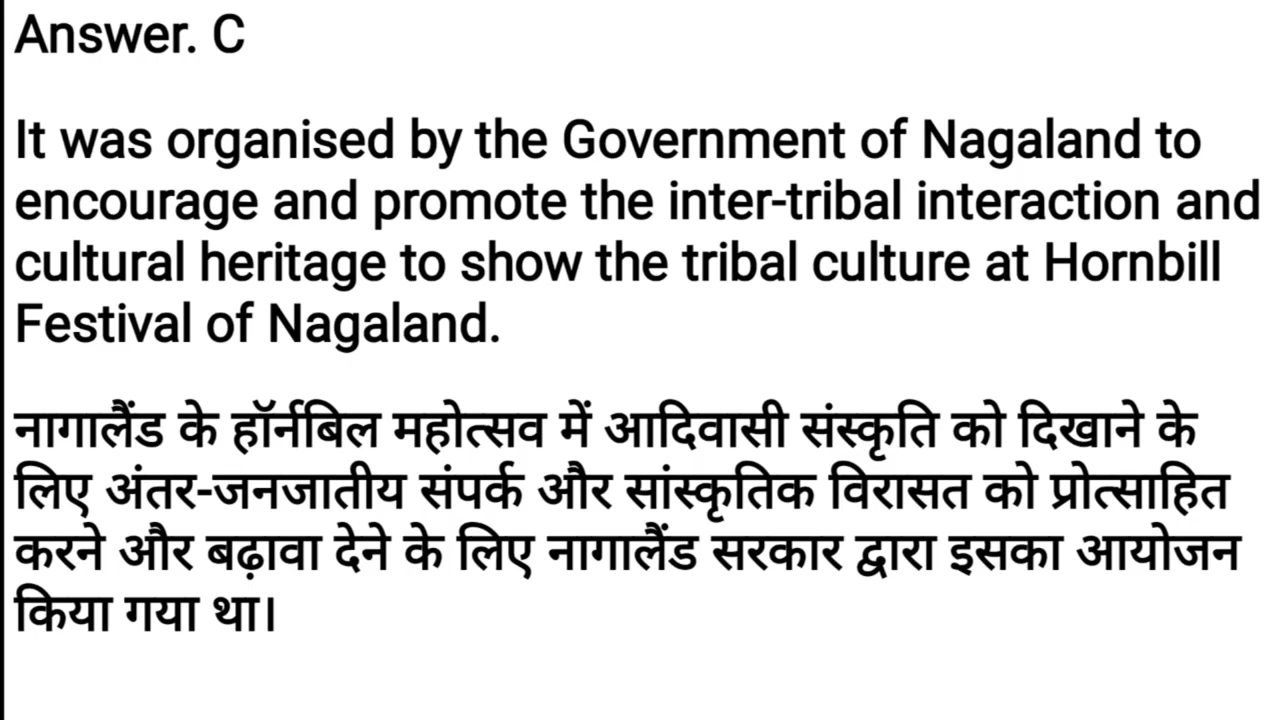 Answer. C
It was organised by the Government of Nagaland to
encourage and promote the inter-tribal interaction and
cultural heritage to show the tribal culture at Hornbill
Festival of Nagaland.
नागालैंड के हॉर्नबिल महोत्सव में आदिवासी संस्कृति को दिखाने के
लिए अंतर-जनजातीय संपर्क और सांस्कृतिक विरासत को प्रोत्साहित
करने और बढ़ावा देने के लिए नागालैंड सरकार द्वारा इसका आयोजन
किया गया था।